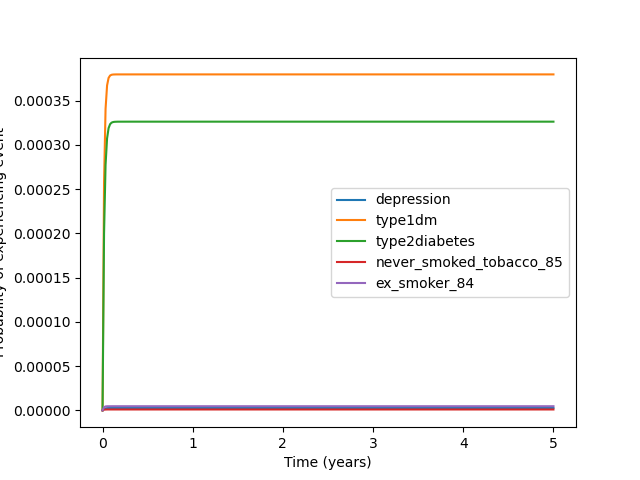 0.00035
0.00030
0.00025
0.00020
0.00015
0.00010
0.00005
0.00000
Probability of experiencing event
depression
type1dm
type2diabetes
never_smoked_tobacco_85
ex_smoker_84
0 1 2 3 4 5
Time (years)